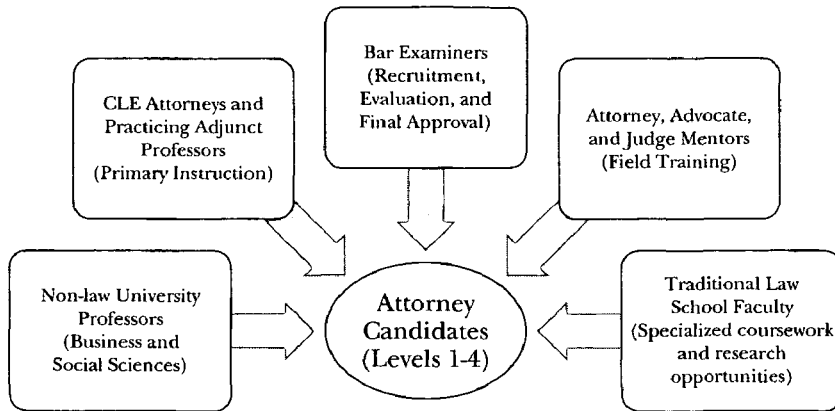 Bar Examiners
(Recruitment,
Evaluation, and
Final Approval)
CLE Attorneys and
Practicing Adjunct
Professors
(Primary Instruction)
Attorney, Advocate,
and Judge Mentors
(Field Training)
Non-law University
Professors
(Business and
Social Sciences)
Attorney
Candidates
(Levels 1-4)
Traditional Law
School Faculty
(Specialized coursework
and research
opportunities)